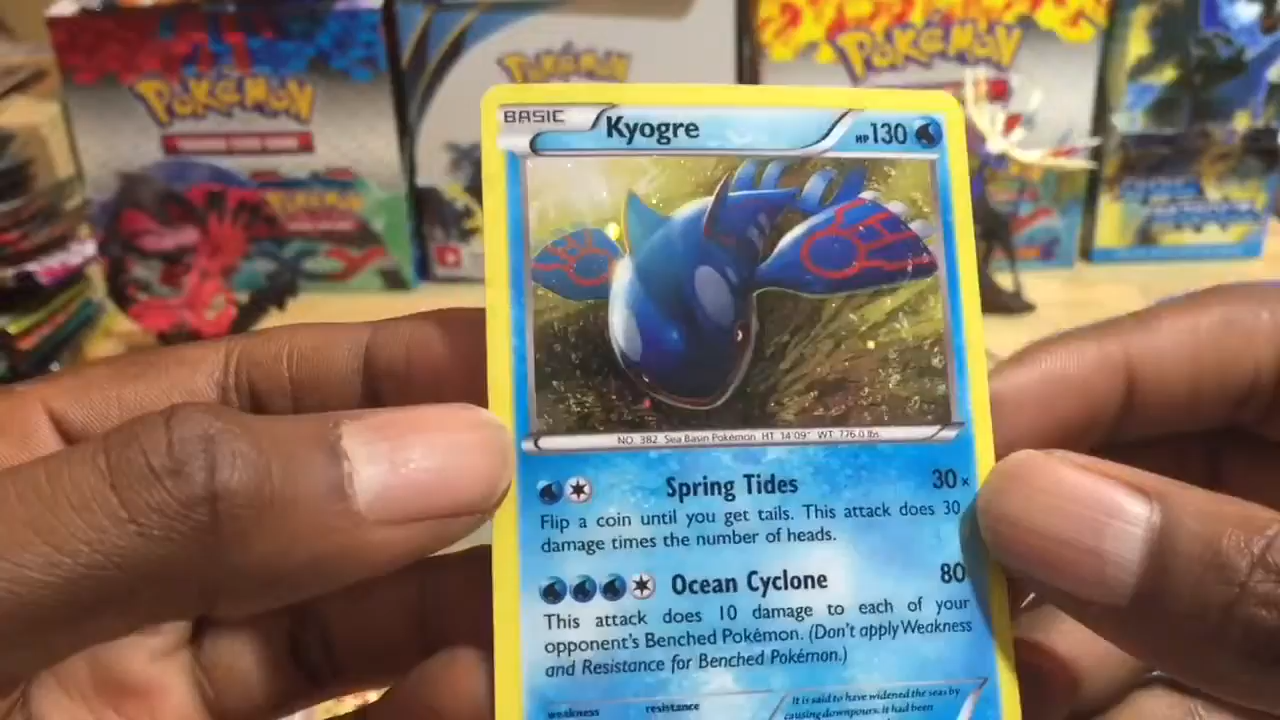 POKéMON
POKéMON
POKéMON
POKéMON
BASIC
Kyogre
HP130
NO. 382 Sea Basin Pokémon HT 14'09" WT 776.0 lbs
Spring Tides 30x
Flip a coin until you get tails. This attack does 30
damage times the number of heads.
Ocean Cyclone 80
This attack does 10 damage to each of your
opponent's Benched Pokémon. (Don't apply Weakness
and Resistance for Benched Pokémon.)
weakness
resistance
It is said to have widened the seas by
causing downpours. It had been